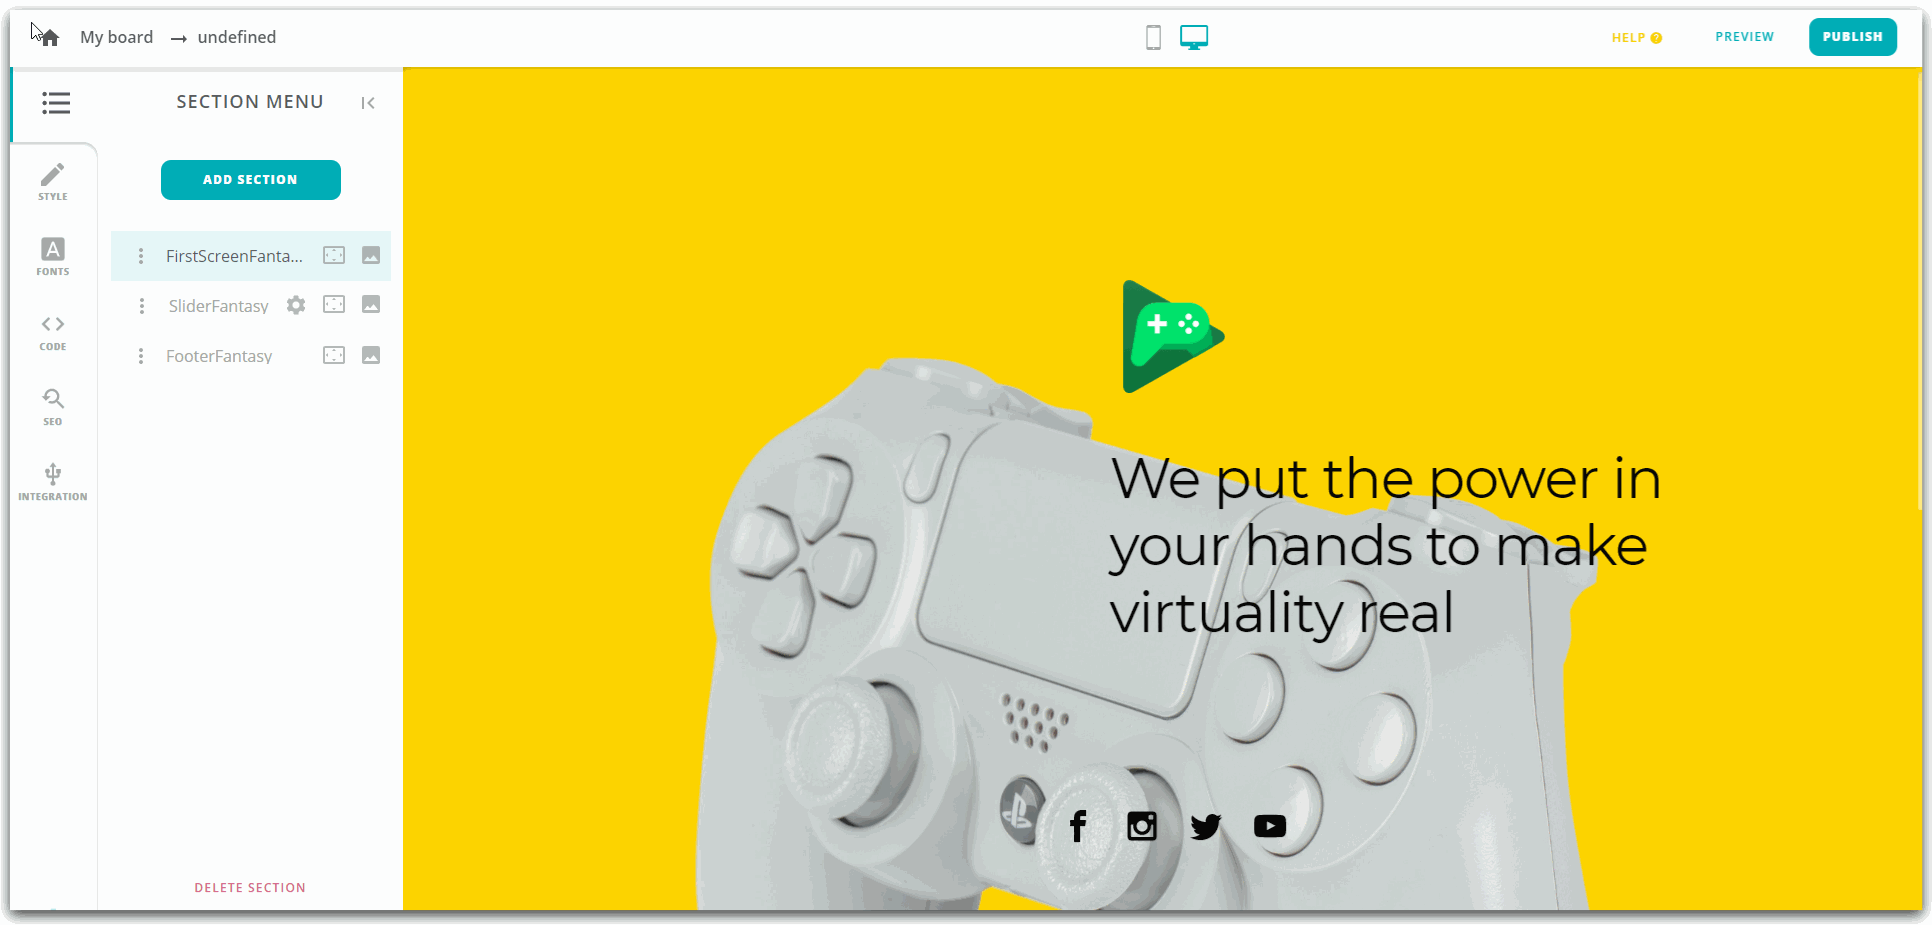 My board → undefined
HELP ?
PREVIEW
PUBLISH
SECTION MENU
ADD SECTION
STYLE
FONTS
CODE
SEO
INTEGRATION
FirstScreenFanta...
SliderFantasy
FooterFantasy
DELETE SECTION
We put the power in
your hands to make
virtuality real